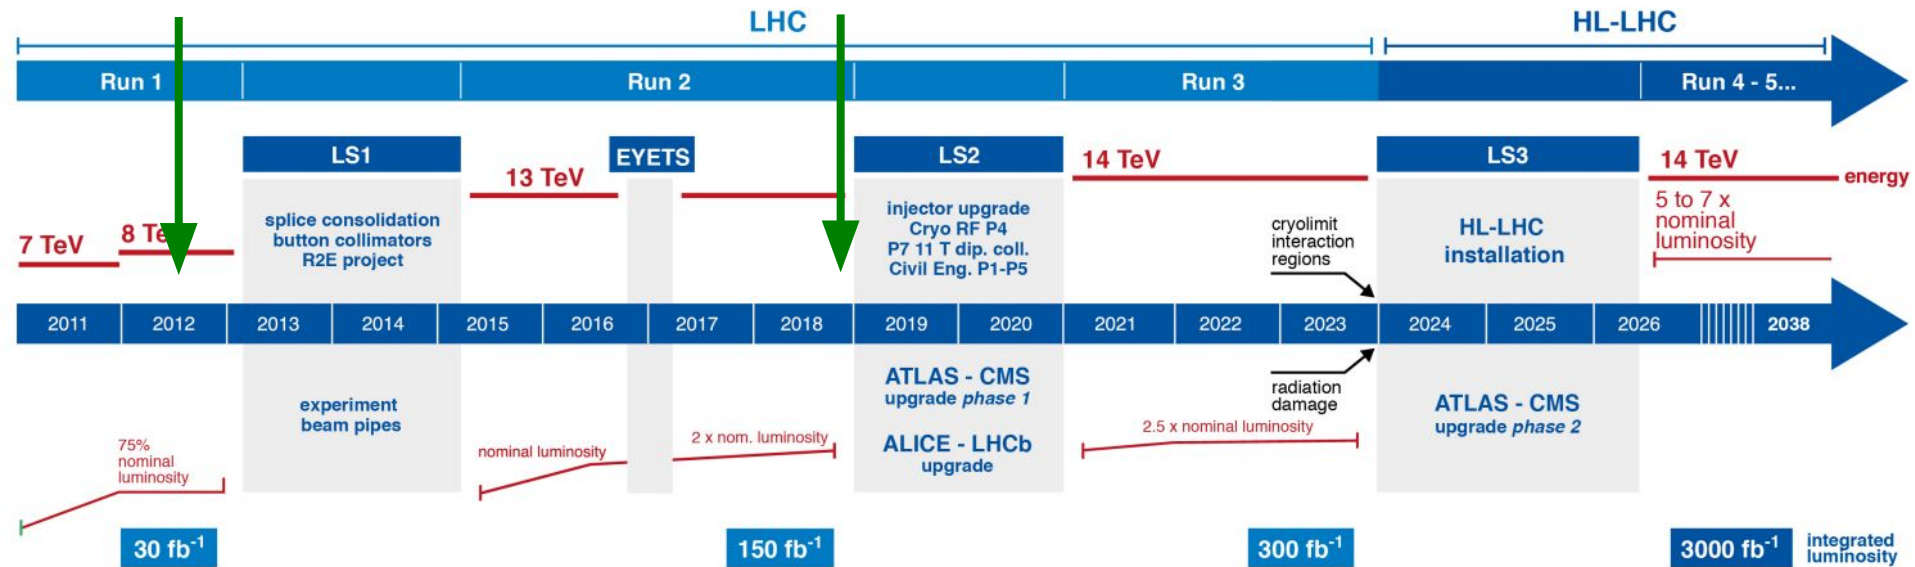 LHC
HL-LHC
Run 1
Run 2
Run 3
Run 4 - 5...
LS1
EYETS
LS2
LS3
13 TeV
14 TeV
14 TeV
energy
7 TeV
8 Te
splice consolidation
button collimators
R2E project
injector upgrade
Cryo RF P4
P7 11 T dip. coll.
Civil Eng. P1-P5
cryolimit
interaction
regions
HL-LHC
installation
5 to 7 x
nominal
luminosity
2011
2012
2013
2014
2015
2016
2017
2018
2019
2020
2021
2022
2023
2024
2025
2026
2038
experiment
beam pipes
ATLAS - CMS
upgrade phase 1
ALICE - LHCb
upgrade
radiation
damage
ATLAS - CMS
upgrade phase 2
75%
nominal
luminosity
nominal luminosity
2 x nom. luminosity
2.5 x nominal luminosity
30 fb⁻¹
150 fb⁻¹
300 fb⁻¹
3000 fb⁻¹
integrated
luminosity